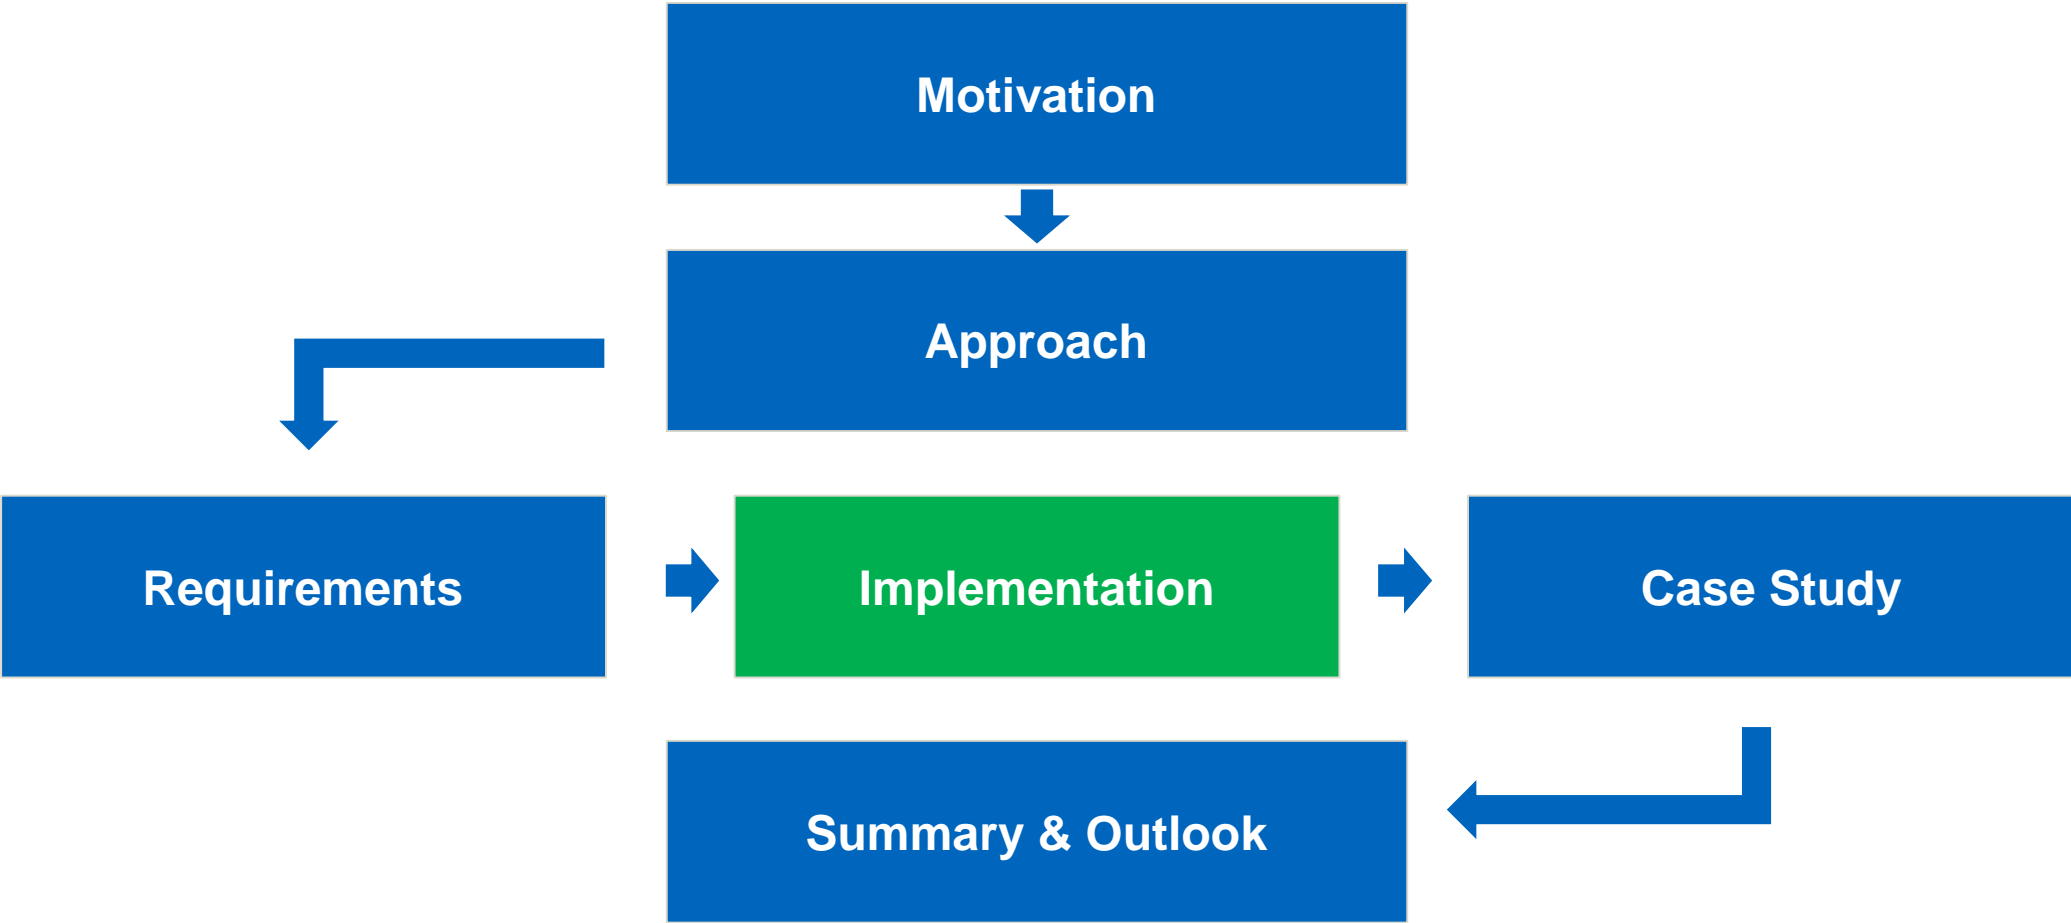 Motivation
Approach
Requirements
Implementation
Case Study
Summary & Outlook